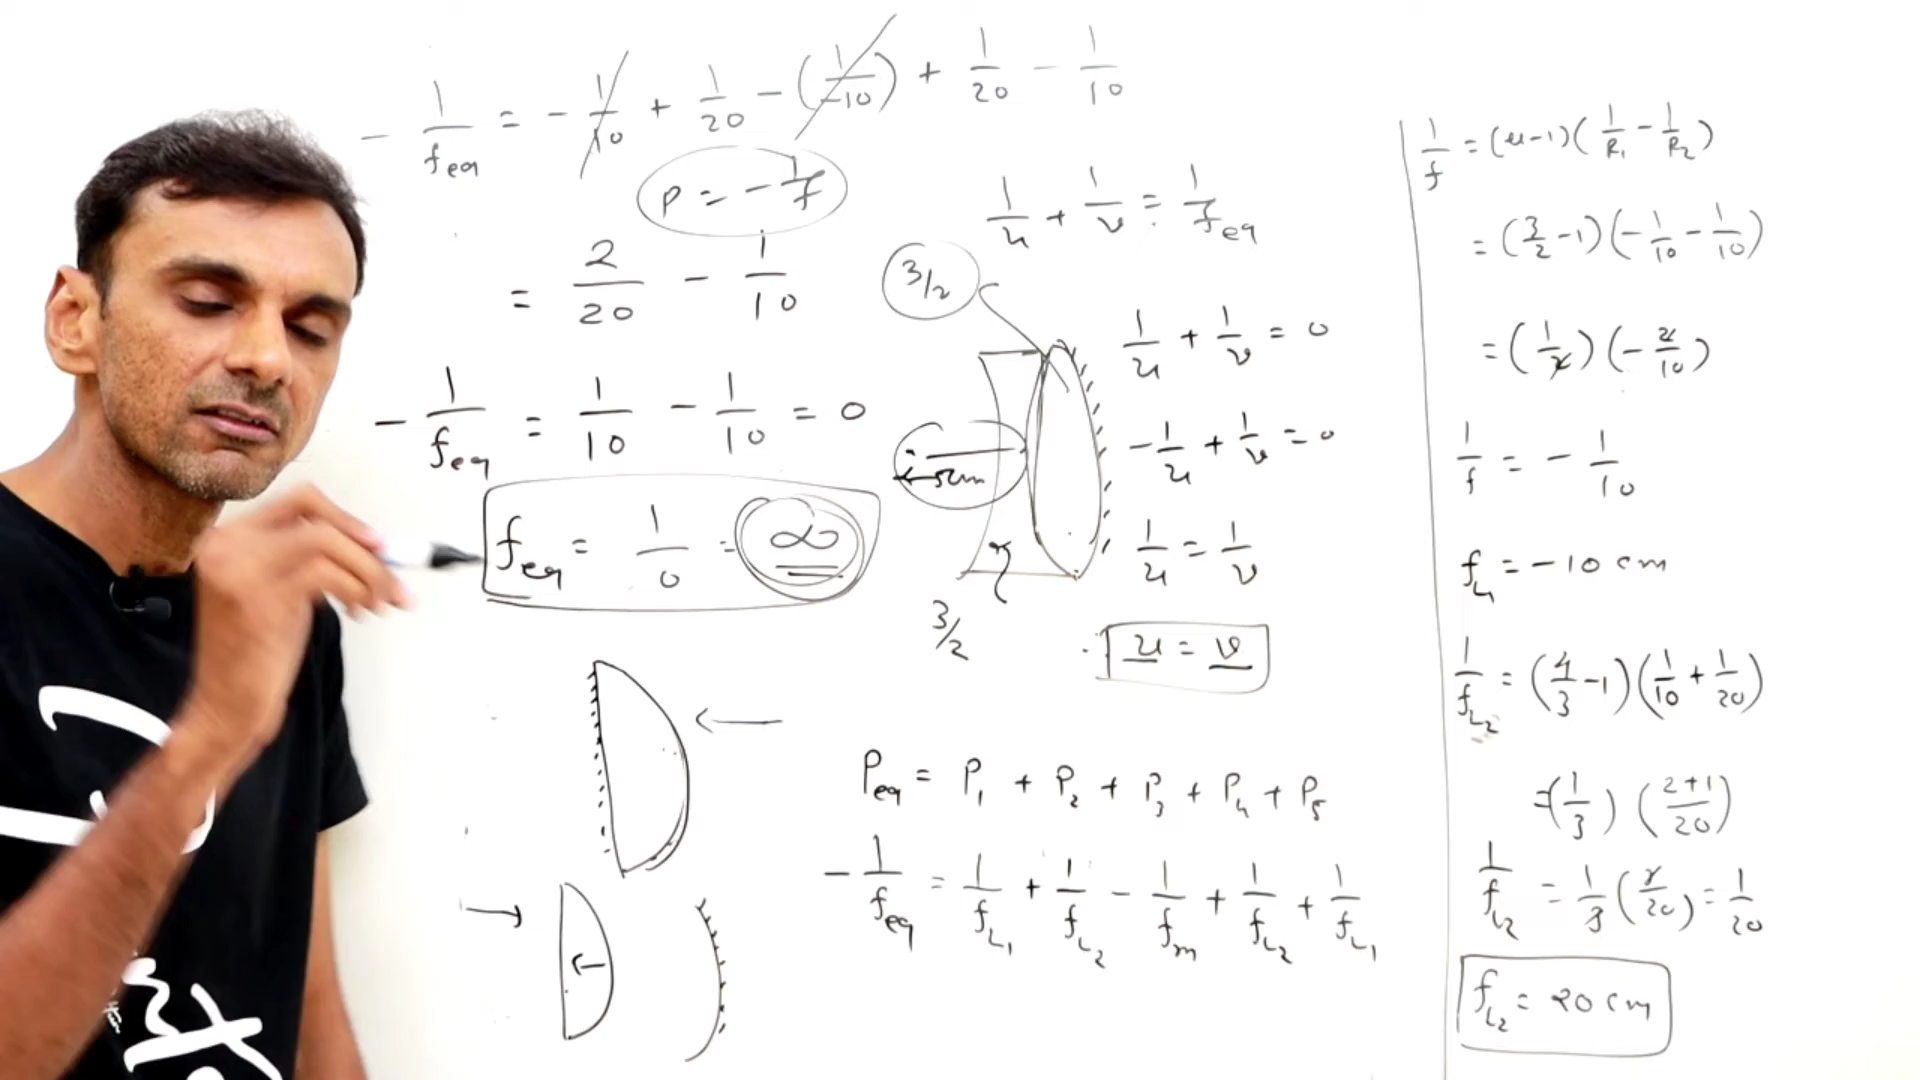 - 1/f_eq = - 1/10 + 1/20 - (1/-10) + 1/20 - 1/10
P = - 1/f
= 2/20 - 1/10
- 1/f_eq = 1/10 - 1/10 = 0
f_eq = 1/0 = ∞
1/u + 1/v = 1/f_eq
3/2
1/u + 1/v = 0
5cm
- 1/u + 1/v = 0
1/u = 1/v
3/2
u = v
P_eq = P_1 + P_2 + P_3 + P_4 + P_5
- 1/f_eq = 1/f_L1 + 1/f_L2 - 1/f_m + 1/f_L2 + 1/f_L1
1/f = (μ-1)(1/R_1 - 1/R_2)
= (3/2 - 1)(- 1/10 - 1/10)
= (1/2)(- 2/10)
1/f = - 1/10
f_L1 = -10 cm
1/f_L2 = (4/3 - 1)(1/10 + 1/20)
= (1/3)((2+1)/20)
1/f_L2 = 1/3 (3/20) = 1/20
f_L2 = 20 cm